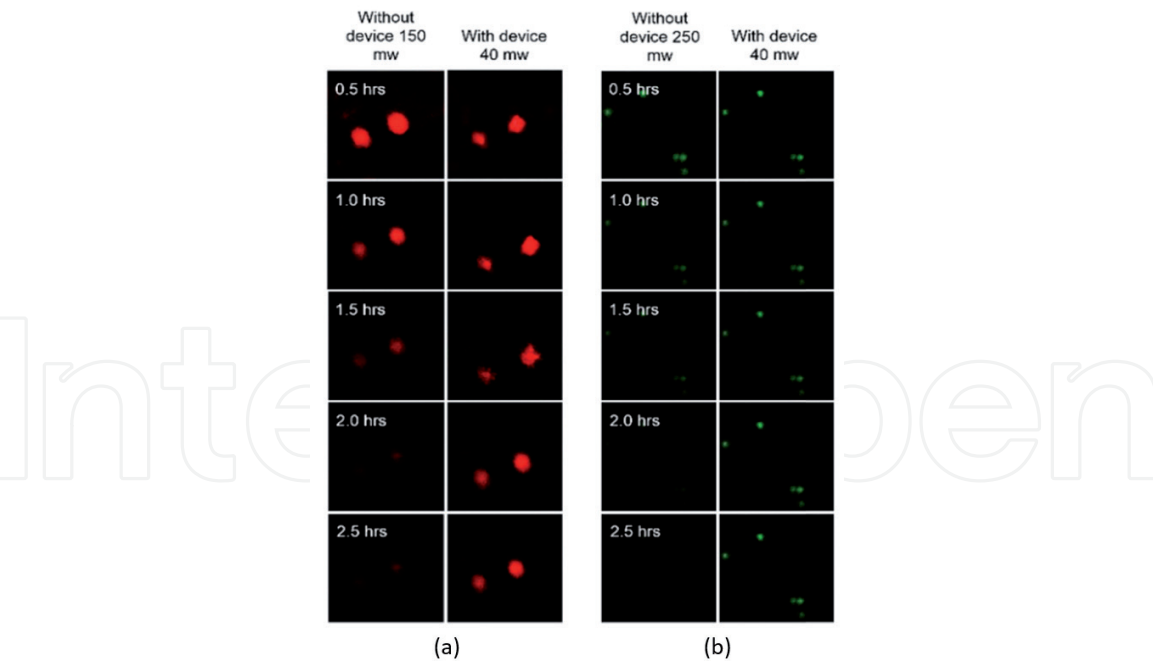 Without
device 150
mw
With device
40 mw
Without
device 250
mw
With device
40 mw
0.5 hrs
0.5 hrs
1.0 hrs
1.0 hrs
1.5 hrs
1.5 hrs
2.0 hrs
2.0 hrs
2.5 hrs
2.5 hrs
(a)
(b)
Inte
pen